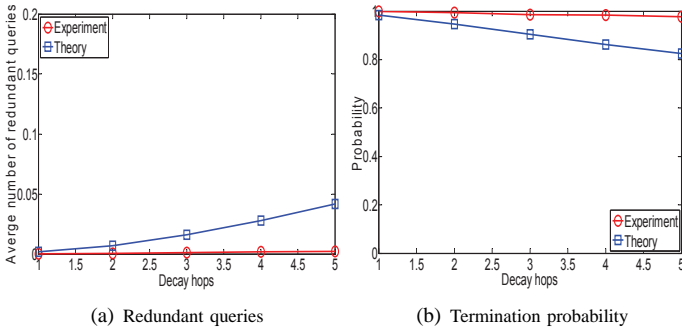 Averge number of redundant queries
0.2
0.15
0.1
0.05
0
1 1.5 2 2.5 3 3.5 4 4.5 5
Decay hops
Experiment
Theory
(a) Redundant queries
Probability
1
0.8
0.6
0.4
0.2
0
1 1.5 2 2.5 3 3.5 4 4.5 5
Decay hops
Experiment
Theory
(b) Termination probability